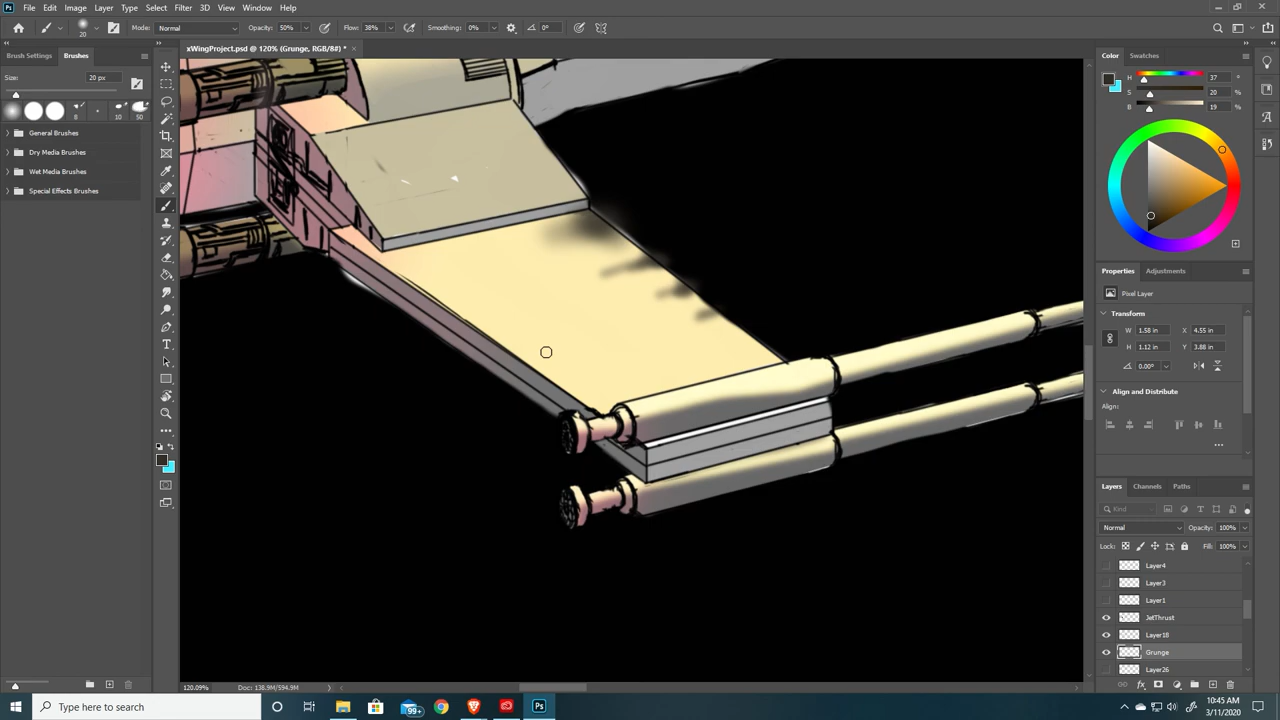 File Edit Image Layer Type Select Filter 3D View Window Help
Mode: Normal Opacity: 50% Flow: 38% Smoothing: 0% 0°
20
xWingProject.psd @ 120% (Grunge, RGB/8#) *
Brush Settings Brushes
Size: 20 px
8 10 50
General Brushes
Dry Media Brushes
Wet Media Brushes
Special Effects Brushes
Color Swatches
H 37 °
S 20 %
B 19 %
Properties Adjustments
Pixel Layer
Transform
W 1.58 in X 4.55 in
H 1.12 in Y 3.88 in
0.00°
Align and Distribute
Align:
Layers Channels Paths
Kind
Normal Opacity: 100%
Lock: Fill: 100%
Layer4
Layer3
Layer1
JetThrust
Layer18
Grunge
Layer26
120.09% Doc: 138.9M/594.9M
Type here to search
99+
10:45 AM
3/11/2020